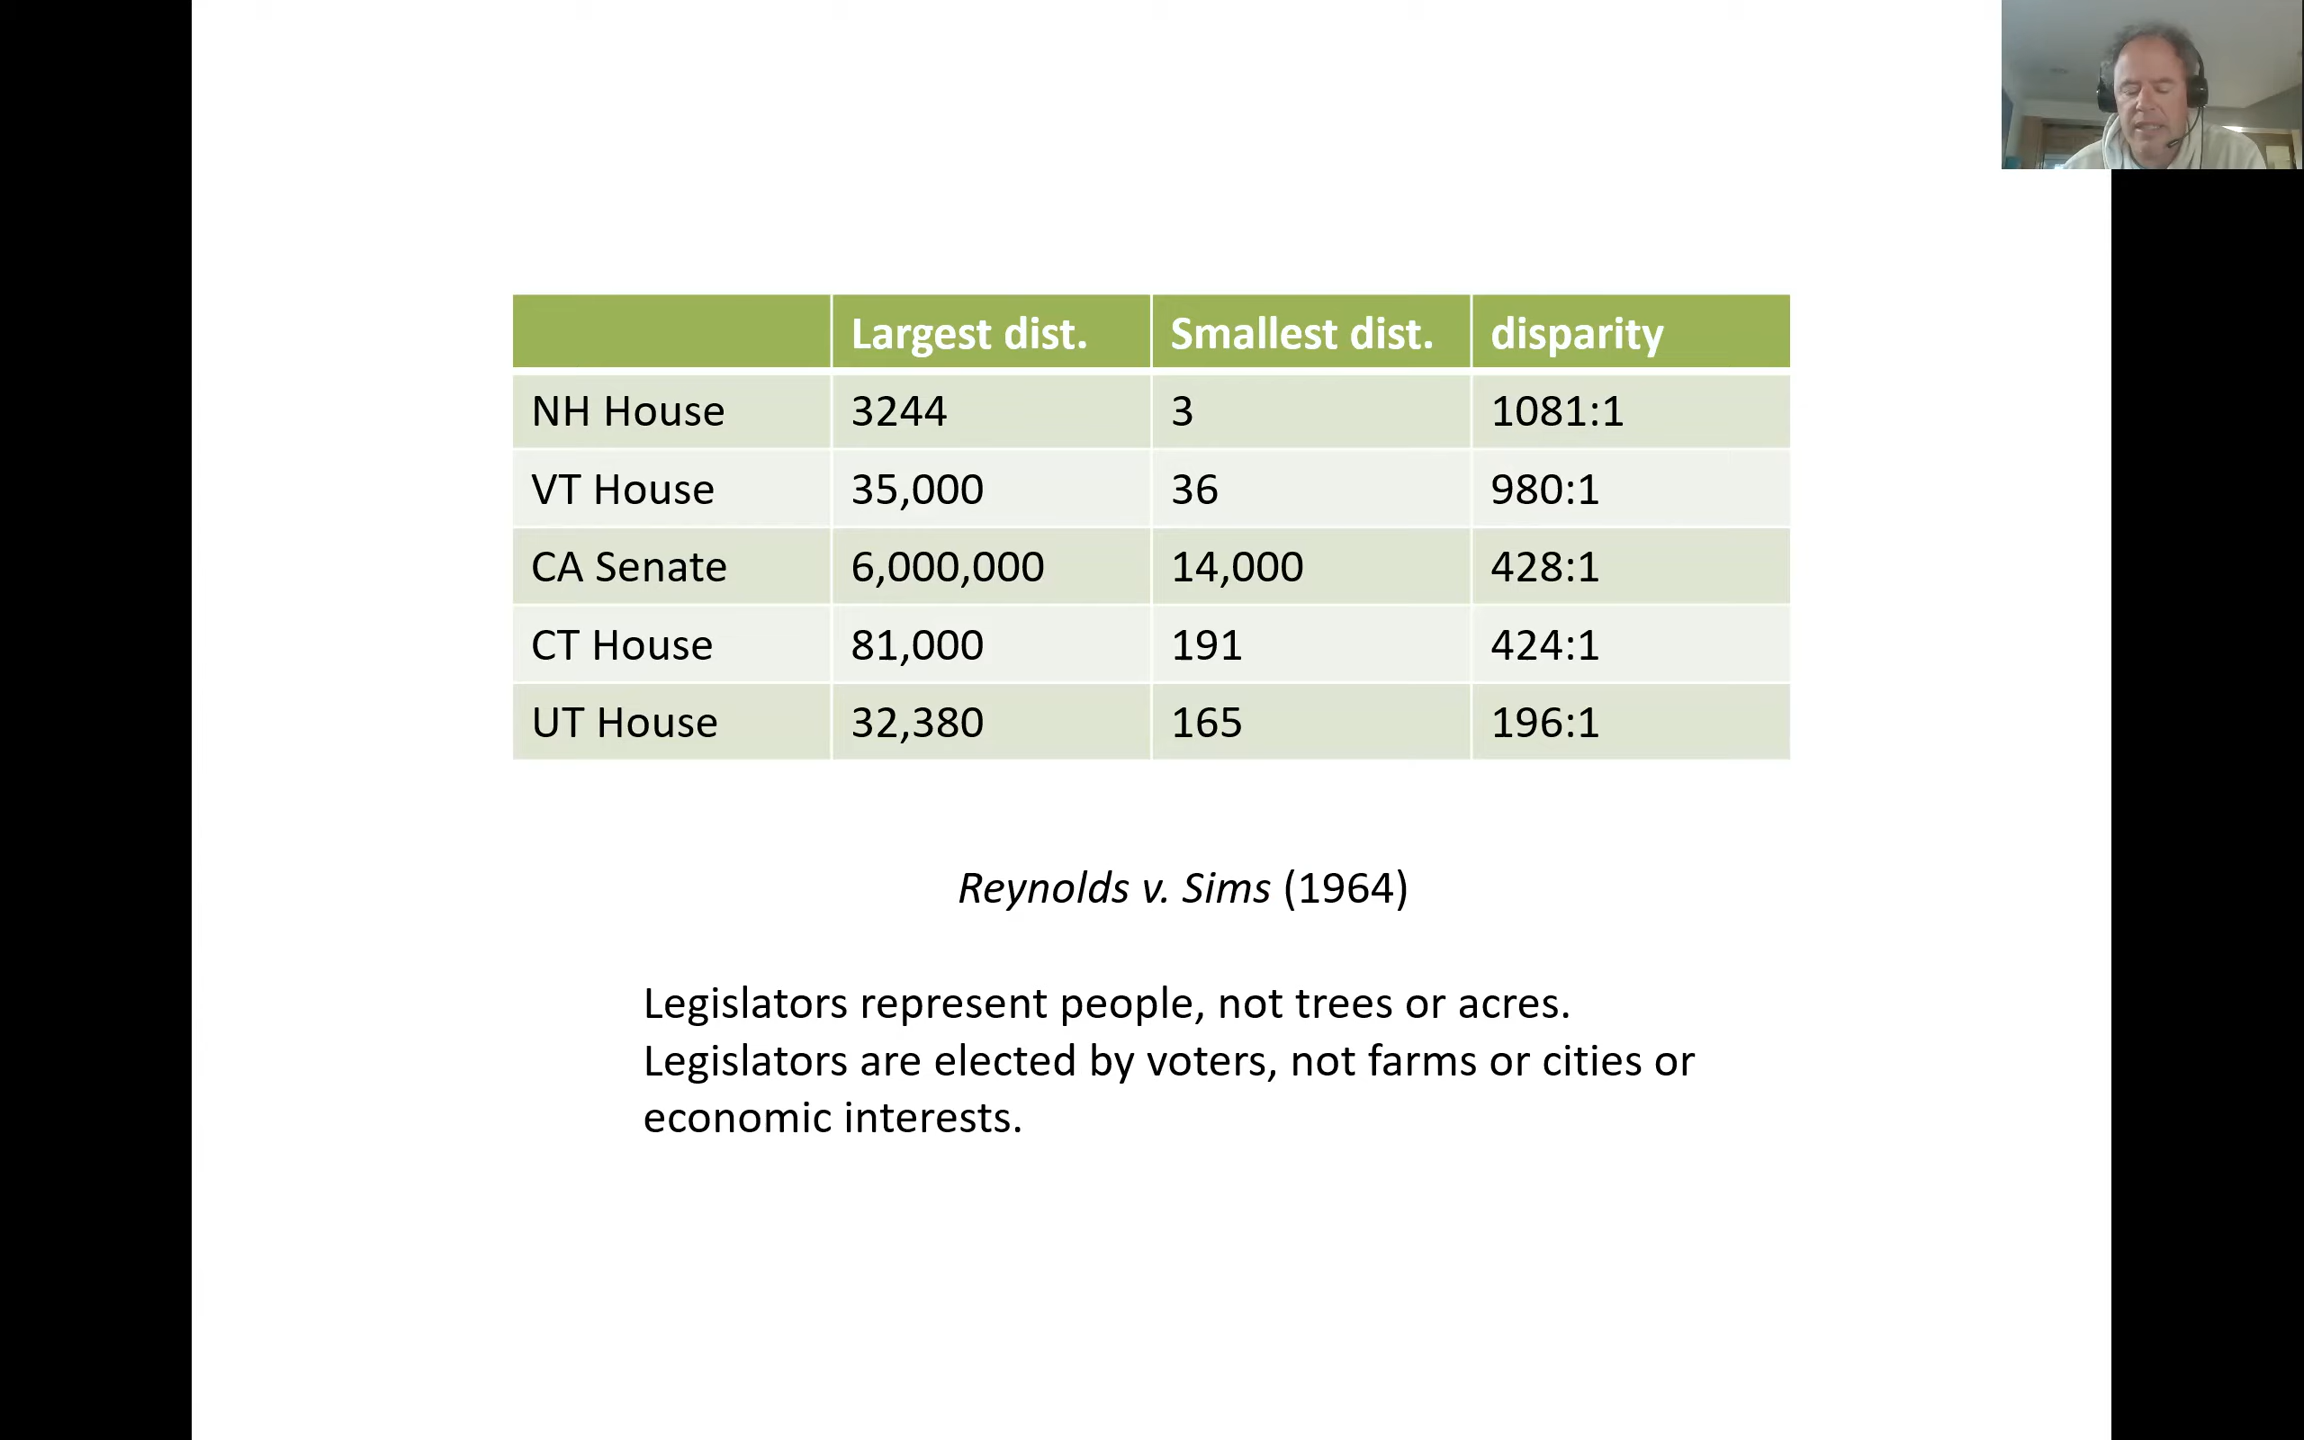 Largest dist. Smallest dist. disparity
NH House 3244 3 1081:1
VT House 35,000 36 980:1
CA Senate 6,000,000 14,000 428:1
CT House 81,000 191 424:1
UT House 32,380 165 196:1
Reynolds v. Sims (1964)
Legislators represent people, not trees or acres.
Legislators are elected by voters, not farms or cities or
economic interests.